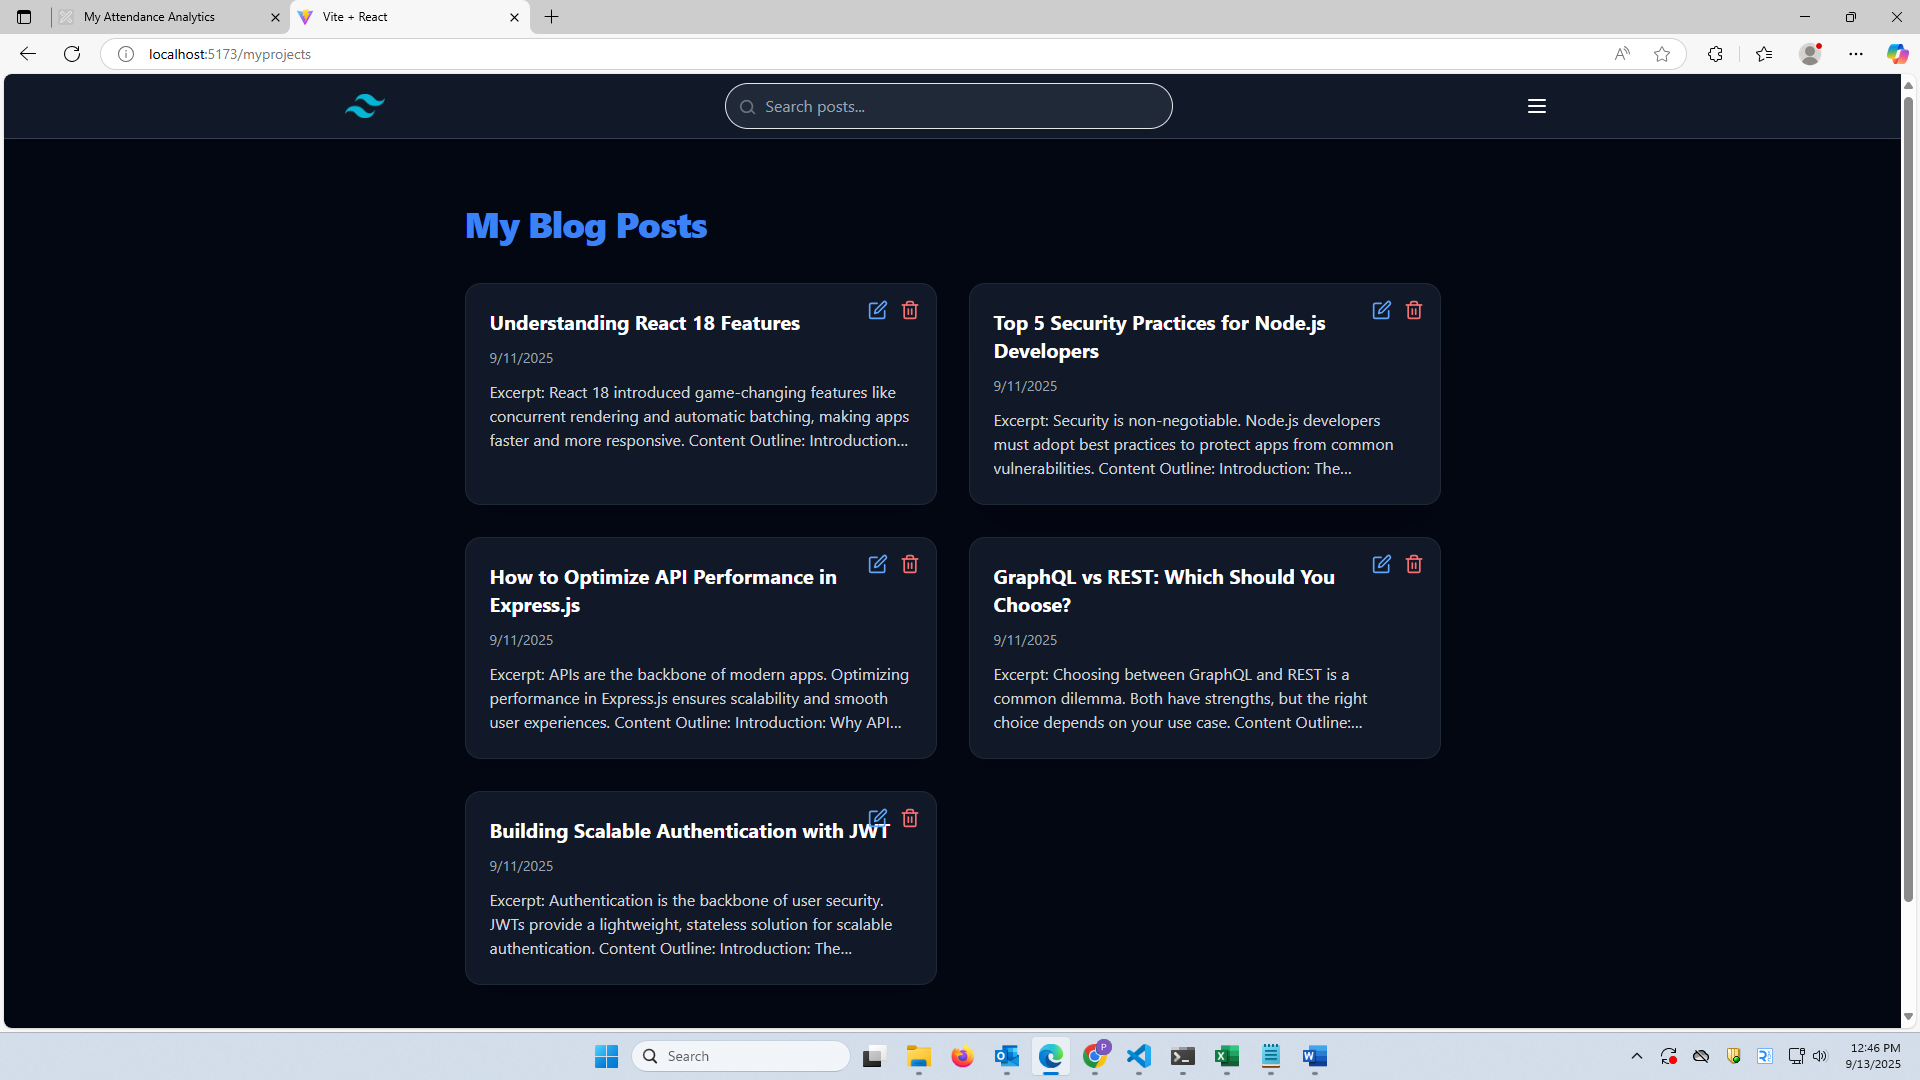 My Attendance Analytics
Vite + React
localhost:5173/myprojects
Search posts...
My Blog Posts
Understanding React 18 Features
9/11/2025
Excerpt: React 18 introduced game-changing features like
concurrent rendering and automatic batching, making apps
faster and more responsive. Content Outline: Introduction...
Top 5 Security Practices for Node.js
Developers
9/11/2025
Excerpt: Security is non-negotiable. Node.js developers
must adopt best practices to protect apps from common
vulnerabilities. Content Outline: Introduction: The...
How to Optimize API Performance in
Express.js
9/11/2025
Excerpt: APIs are the backbone of modern apps. Optimizing
performance in Express.js ensures scalability and smooth
user experiences. Content Outline: Introduction: Why API...
GraphQL vs REST: Which Should You
Choose?
9/11/2025
Excerpt: Choosing between GraphQL and REST is a
common dilemma. Both have strengths, but the right
choice depends on your use case. Content Outline:...
Building Scalable Authentication with JWT
9/11/2025
Excerpt: Authentication is the backbone of user security.
JWTs provide a lightweight, stateless solution for scalable
authentication. Content Outline: Introduction: The...
Search
P
12:46 PM
9/13/2025